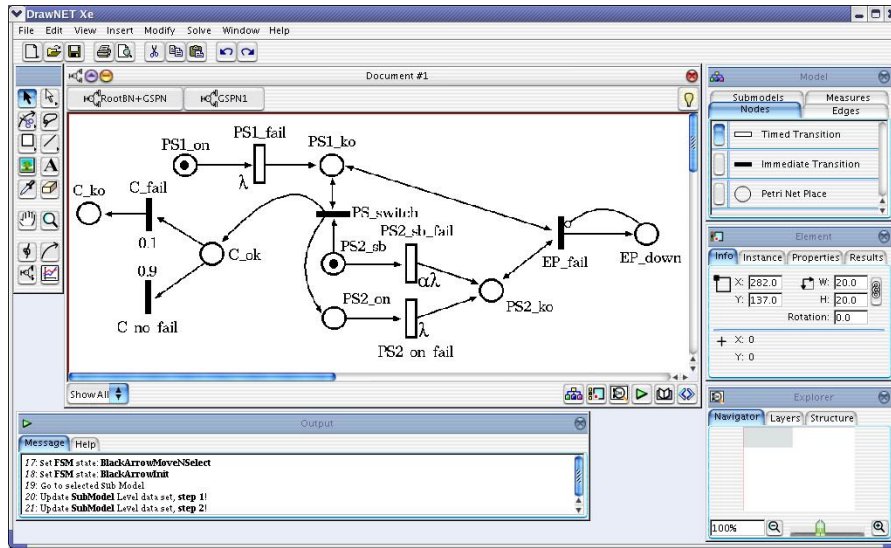 DrawNET Xe
File Edit View Insert Modify Solve Window Help
Document #1
RootBN+GSPN GSPN1
PS1_on
PS1_fail
PS1_ko
λ
C_ko
C_fail
0.1
0.9
C no fail
C_ok
PS_switch
PS2_sb
PS2_sb_fail
αλ
PS2_on
λ
PS2 on fail
PS2_ko
EP_fail
EP_down
Show All
Model
Submodels Measures
Nodes Edges
Timed Transition
Immediate Transition
Petri Net Place
Element
Info Instance Properties Results
X: 282.0 W: 20.0
Y: 137.0 H: 20.0
Rotation: 0.0
X: 0
Y: 0
Explorer
Navigator Layers Structure
100%
Output
Message Help
17: Set FSM state: BlackArrowMoveNSelect
18: Set FSM state: BlackArrowInit
19: Go to selected Sub Model
20: Update SubModel Level data set, step 1!
21: Update SubModel Level data set, step 2!